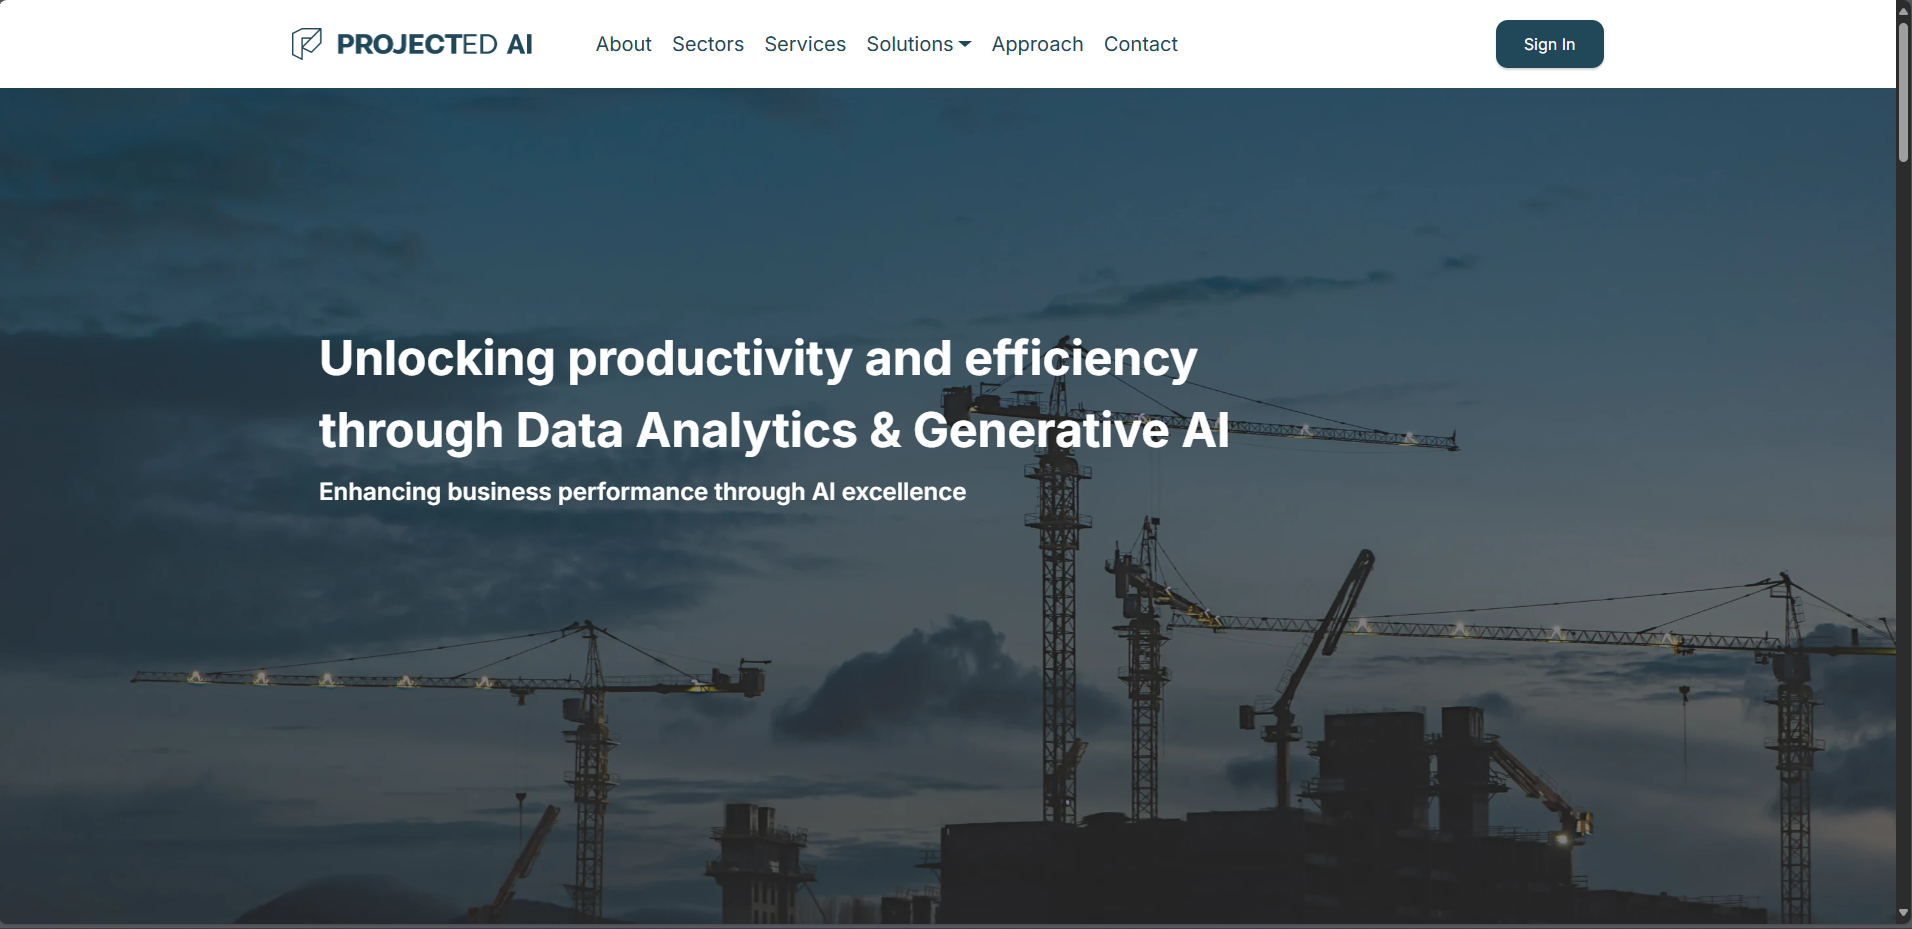 PROJECTED AI
About
Sectors
Services
Solutions
Approach
Contact
Sign In
Unlocking productivity and efficiency
through Data Analytics & Generative AI
Enhancing business performance through AI excellence